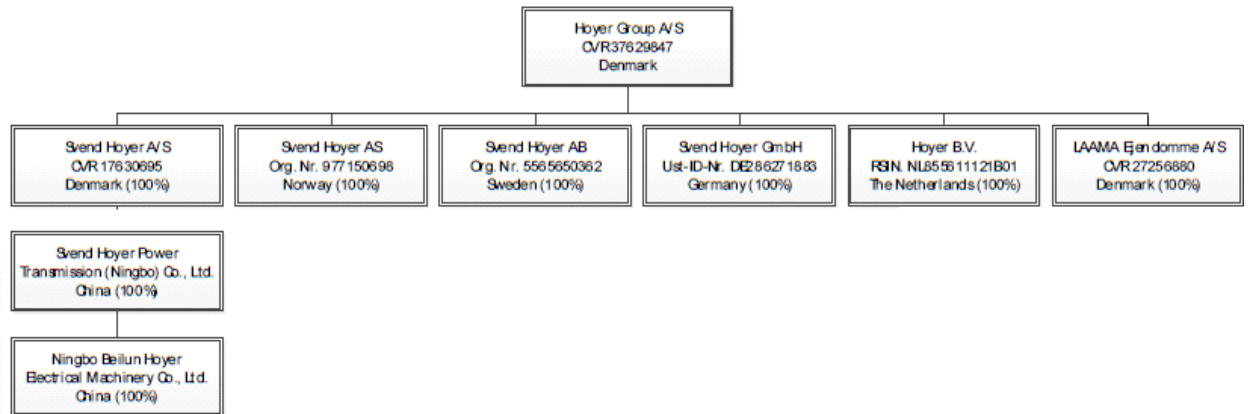 Hoyer Group A/S
CVR37629847
Denmark
Svend Hoyer A/S
CVR 17630695
Denmark (100%)
Svend Hoyer AS
Org. Nr. 977150698
Norway (100%)
Svend Höyer AB
Org. Nr. 5565650362
Sweden (100%)
Svend Hoyer GmbH
Ust-ID-Nr. DE286271883
Germany (100%)
Hoyer B.V.
RSIN. NL855611121B01
The Netherlands (100%)
LAAMA Ejendomme A/S
CVR 27256880
Denmark (100%)
Svend Hoyer Power
Transmission (Ningbo) Co., Ltd.
China (100%)
Ningbo Beilun Hoyer
Electrical Machinery Co., Ltd.
China (100%)